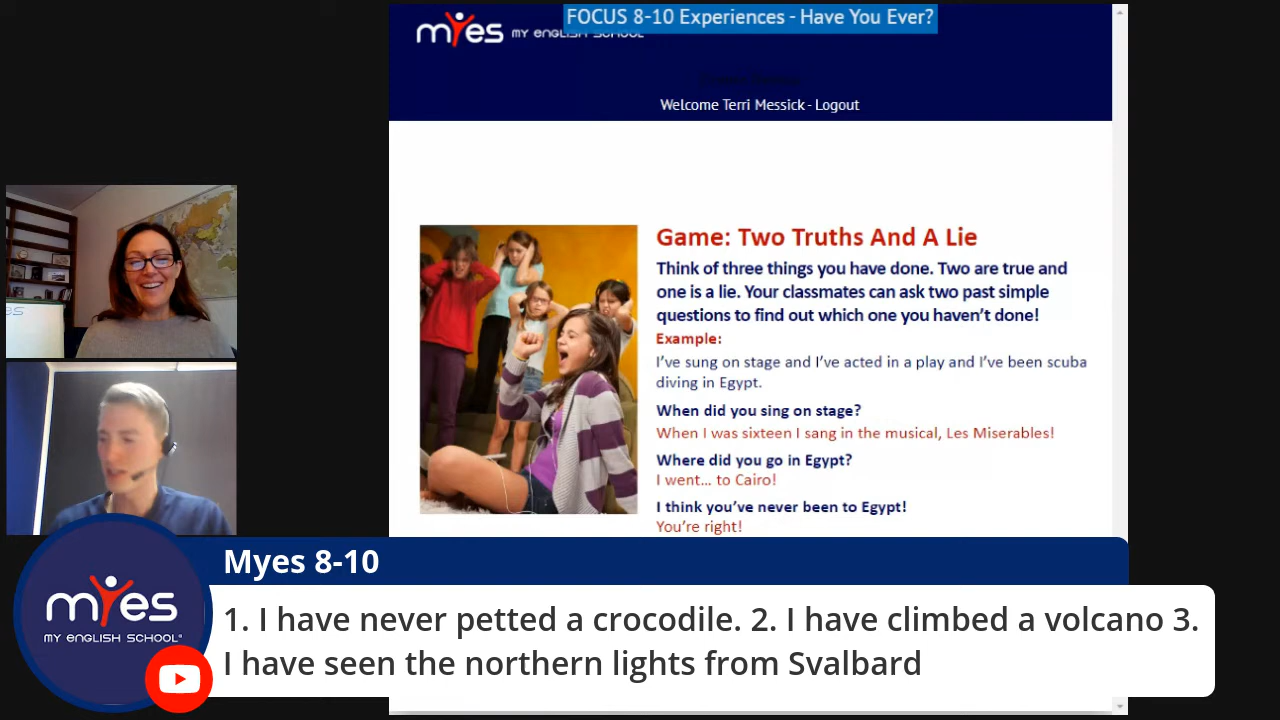 FOCUS 8-10 Experiences - Have You Ever?
myes MY ENGLISH SCHOOL
Welcome Terri Messick - Logout
Game: Two Truths And A Lie
Think of three things you have done. Two are true and
one is a lie. Your classmates can ask two past simple
questions to find out which one you haven't done!
Example:
I've sung on stage and I've acted in a play and I've been scuba
diving in Egypt.
When did you sing on stage?
When I was sixteen I sang in the musical, Les Miserables!
Where did you go in Egypt?
I went... to Cairo!
I think you've never been to Egypt!
You're right!
Myes 8-10
1. I have never petted a crocodile. 2. I have climbed a volcano 3.
I have seen the northern lights from Svalbard
myes
MY ENGLISH SCHOOL®